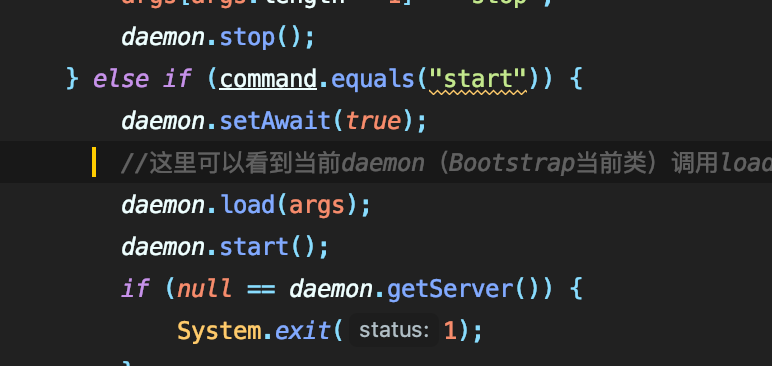 daemon.stop();
} else if (command.equals("start")) {
daemon.setAwait(true);
//这里可以看到当前daemon（Bootstrap当前类）调用load
daemon.load(args);
daemon.start();
if (null == daemon.getServer()) {
System.exit( status: 1);